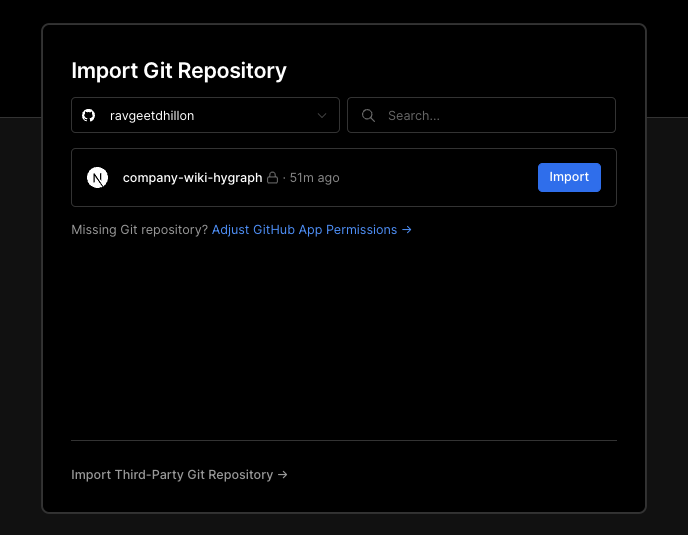 Import Git Repository
ravgeetdhillon
Search...
company-wiki-hygraph · 51m ago
Import
Missing Git repository? Adjust GitHub App Permissions →
Import Third-Party Git Repository →